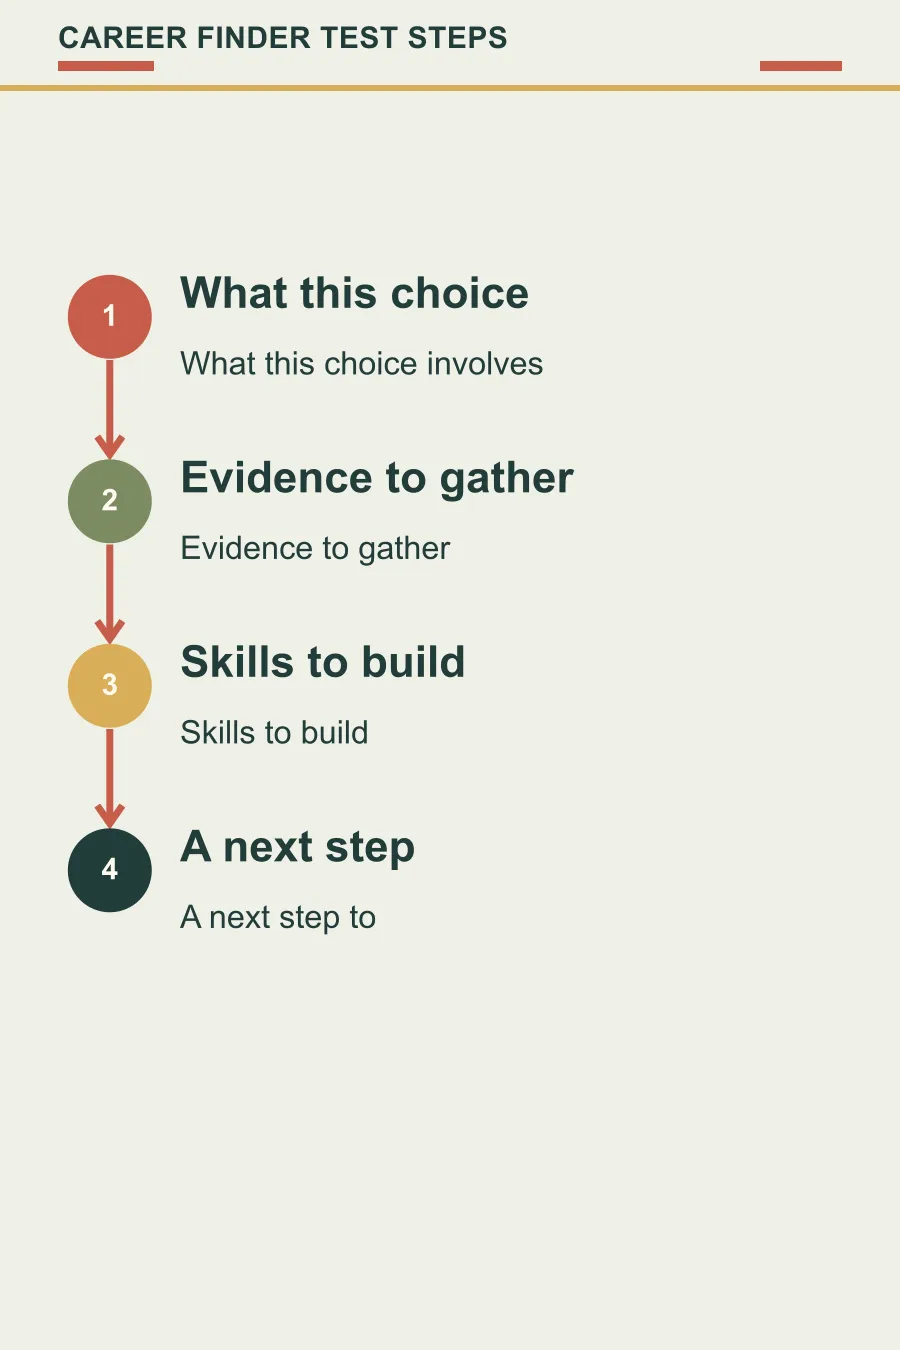 CAREER FINDER TEST STEPS
1
What this choice
What this choice involves
2
Evidence to gather
Evidence to gather
3
Skills to build
Skills to build
4
A next step
A next step to